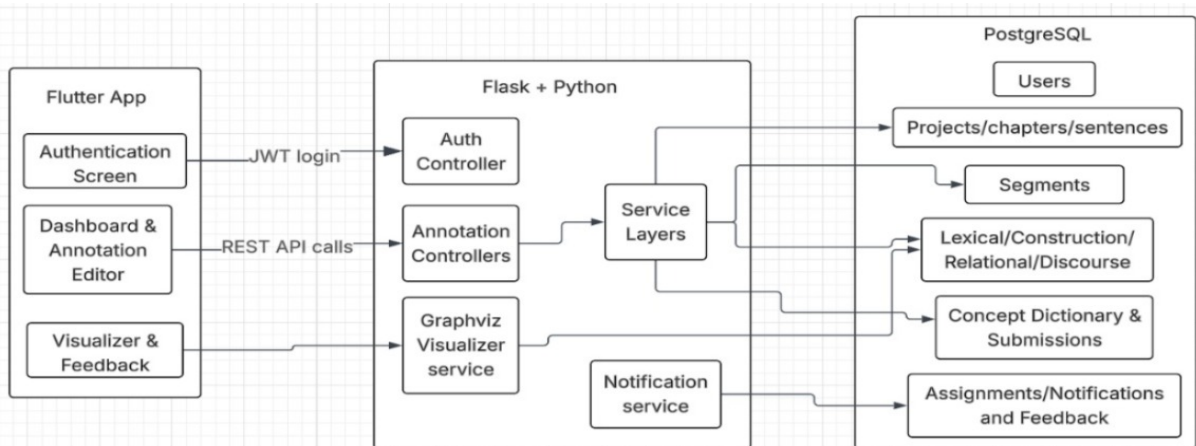 Flutter App
Authentication
Screen
Dashboard &
Annotation
Editor
Visualizer &
Feedback
JWT login
REST API calls
Flask + Python
Auth
Controller
Annotation
Controllers
Graphviz
Visualizer
service
Service
Layers
Notification
service
PostgreSQL
Users
Projects/chapters/sentences
Segments
Lexical/Construction/
Relational/Discourse
Concept Dictionary &
Submissions
Assignments/Notifications
and Feedback